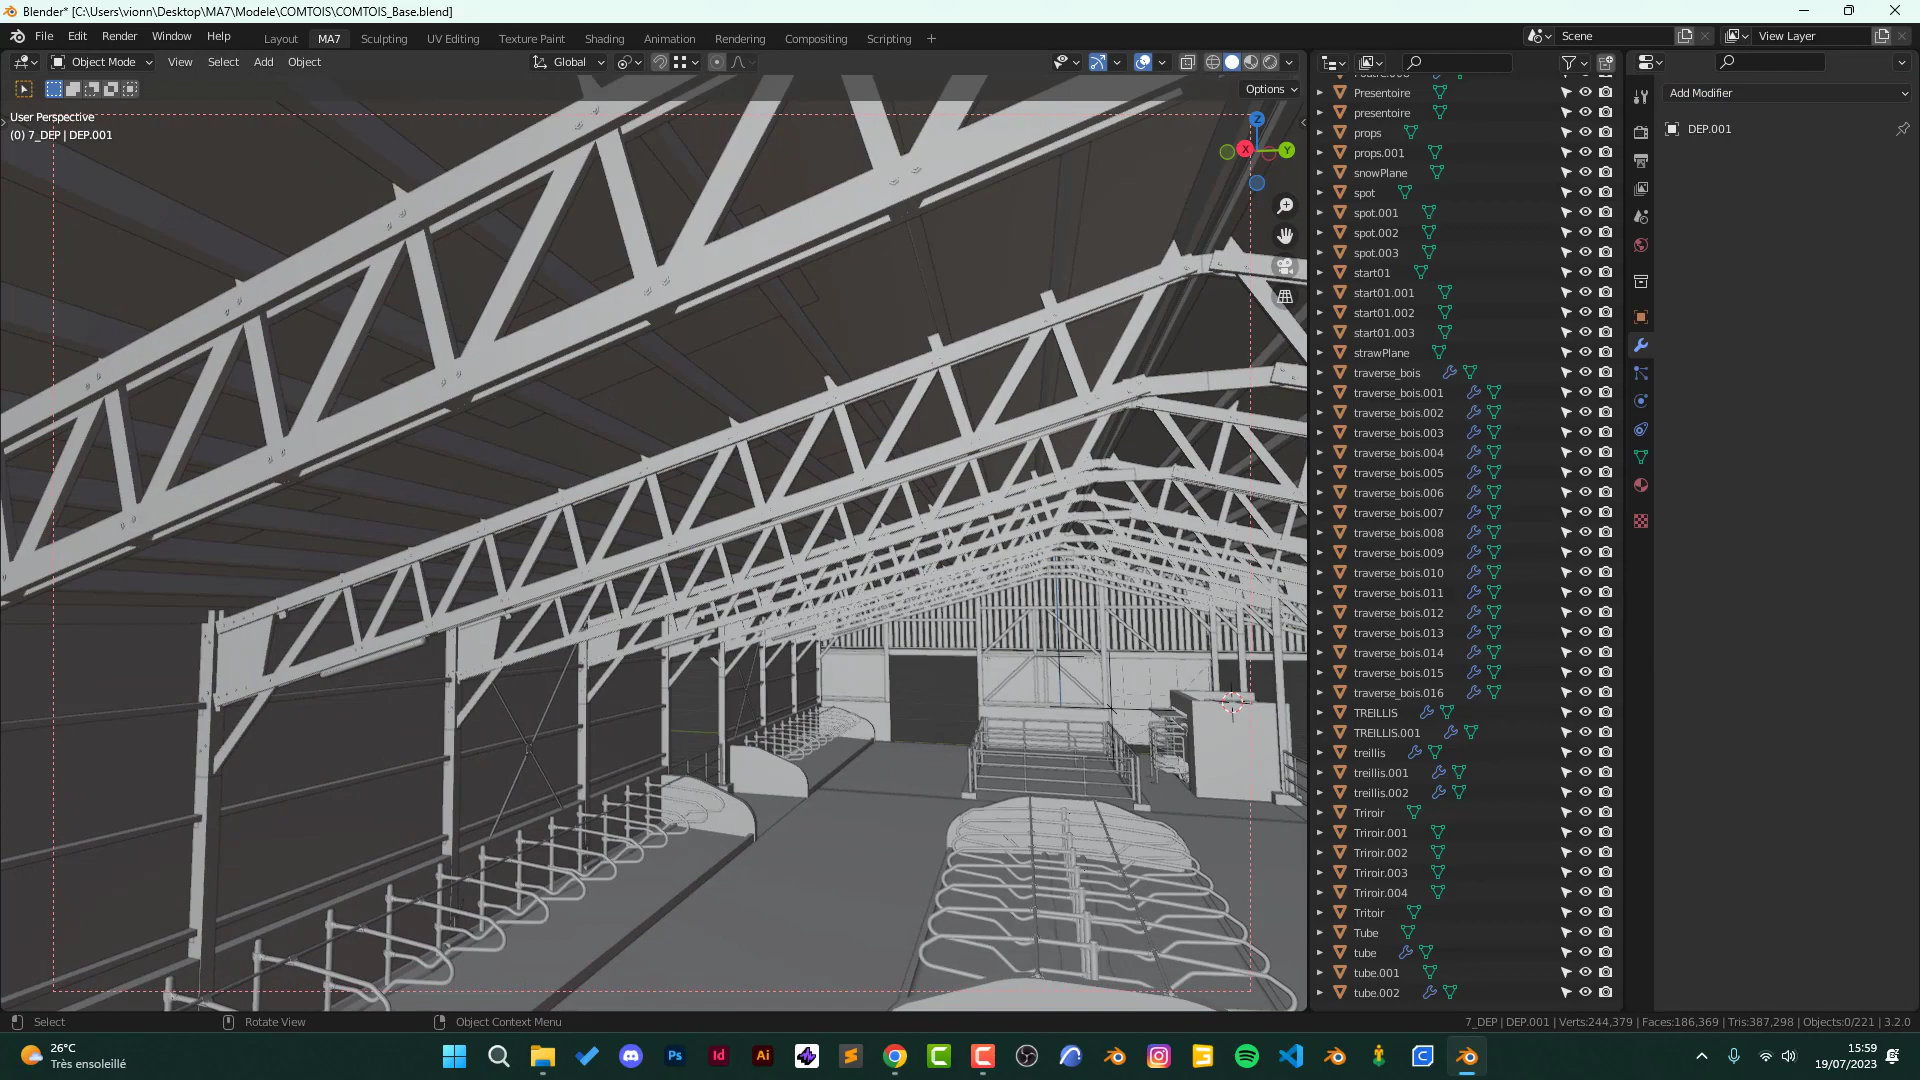 Blender* [C:\Users\vionn\Desktop\MA7\Modele\COMTOIS\COMTOIS_Base.blend]
File Edit Render Window Help Layout MA7 Sculpting UV Editing Texture Paint Shading Animation Rendering Compositing Scripting + Scene View Layer
Object Mode View Select Add Object Global
Options
User Perspective
(0) 7_DEP | DEP.001
Z
X
Y
Presentoire
presentoire
props
props.001
snowPlane
spot
spot.001
spot.002
spot.003
start01
start01.001
start01.002
start01.003
strawPlane
traverse_bois
traverse_bois.001
traverse_bois.002
traverse_bois.003
traverse_bois.004
traverse_bois.005
traverse_bois.006
traverse_bois.007
traverse_bois.008
traverse_bois.009
traverse_bois.010
traverse_bois.011
traverse_bois.012
traverse_bois.013
traverse_bois.014
traverse_bois.015
traverse_bois.016
TREILLIS
TREILLIS.001
treillis
treillis.001
treillis.002
Triroir
Triroir.001
Triroir.002
Triroir.003
Triroir.004
Tritoir
Tube
tube
tube.001
tube.002
Add Modifier
DEP.001
Select Rotate View Object Context Menu
7_DEP | DEP.001 | Verts:244,379 | Faces:186,369 | Tris:387,298 | Objects:0/221 | 3.2.0
26°C
Très ensoleillé
Ps
Id
Ai
15:59
19/07/2023